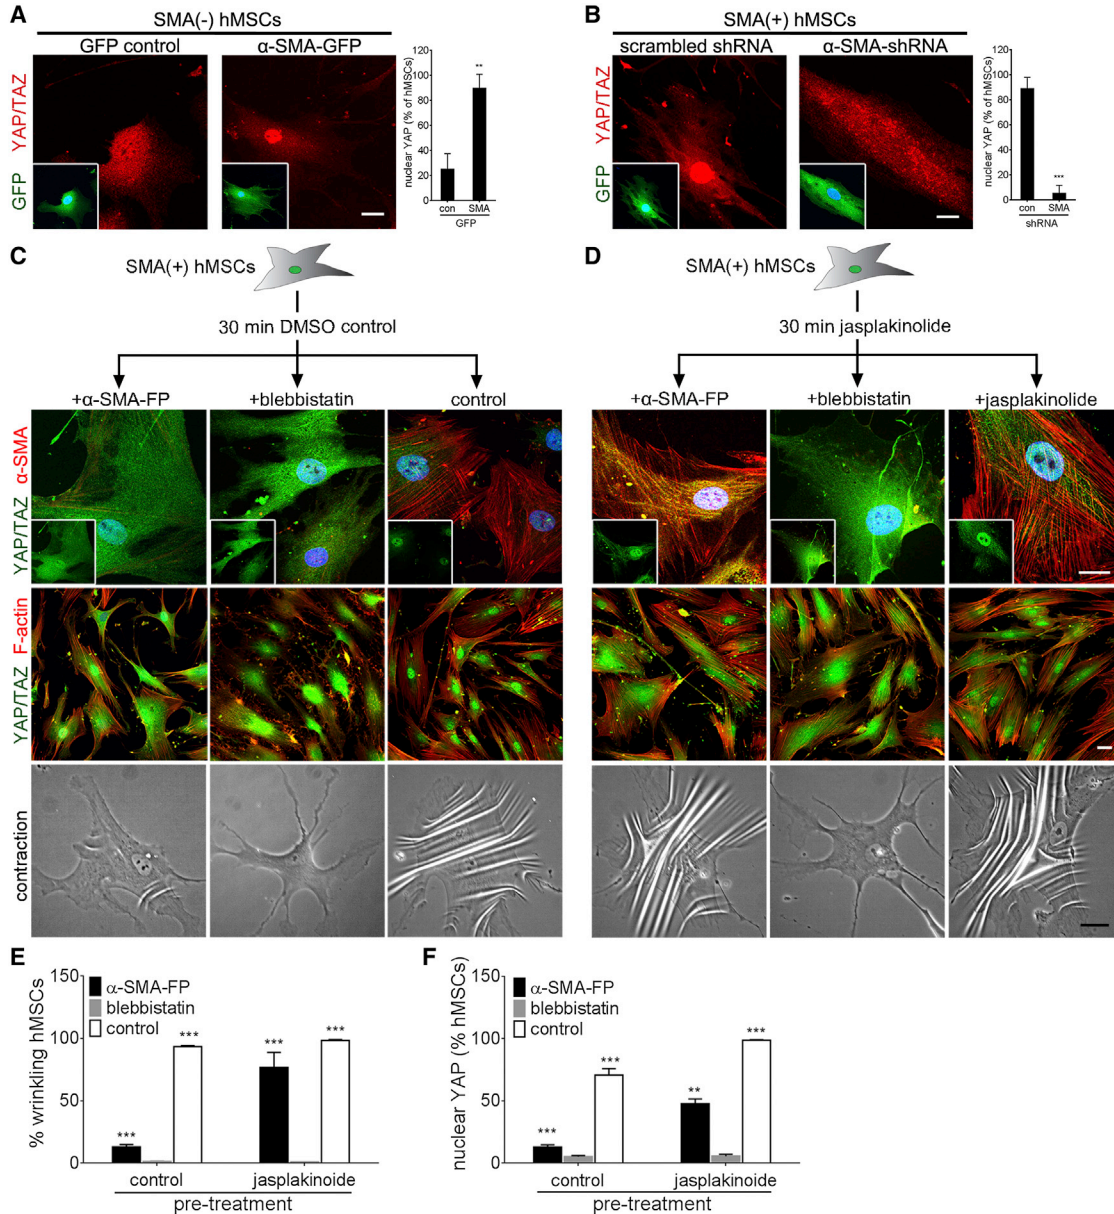 A
SMA(-) hMSCs
GFP control
α-SMA-GFP
GFP YAP/TAZ
nuclear YAP (% of hMSCs)
120
100
80
60
40
20
0
**
con
SMA
GFP
B
SMA(+) hMSCs
scrambled shRNA
α-SMA-shRNA
GFP YAP/TAZ
nuclear YAP (% of hMSCs)
120
100
80
60
40
20
0
***
con
SMA
shRNA
C
SMA(+) hMSCs
30 min DMSO control
+α-SMA-FP
+blebbistatin
control
YAP/TAZ α-SMA
YAP/TAZ F-actin
contraction
D
SMA(+) hMSCs
30 min jasplakinolide
+α-SMA-FP
+blebbistatin
+jasplakinolide
E
% wrinkling hMSCs
150
100
50
0
α-SMA-FP
blebbistatin
control
***
***
***
***
control
jasplakinoide
pre-treatment
F
nuclear YAP (% hMSCs)
150
100
50
0
α-SMA-FP
blebbistatin
control
***
***
**
***
control
jasplakinoide
pre-treatment